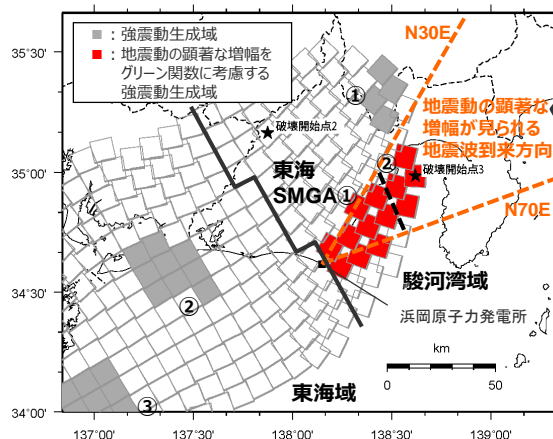 ■ ：強震動生成域
■ ：地震動の顕著な増幅を
グリーン関数に考慮する
強震動生成域
N30E
地震動の顕著な
増幅が見られる
地震波到来方向
N70E
①
★破壊開始点2
東海
SMGA①
②
★破壊開始点3
駿河湾域
浜岡原子力発電所
②
③
東海域
km
0 50
35°30'
35°00'
34°30'
34°00'
137°00' 137°30' 138°00' 138°30' 139°00'